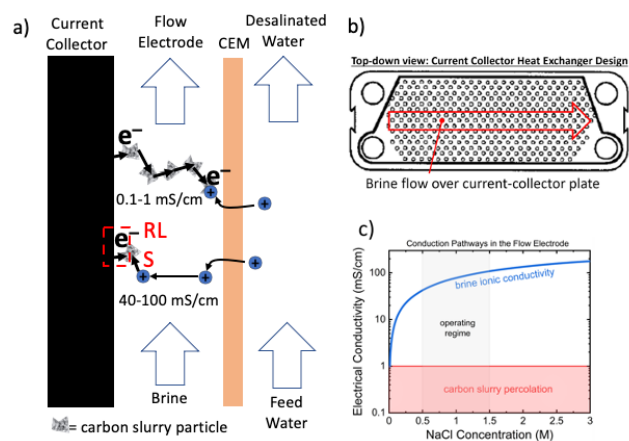 a)
Current
Collector
Flow
Electrode
CEM
Desalinated
Water
e⁻
e⁻
0.1-1 mS/cm
+
+
e⁻
RL
S
+
+
+
40-100 mS/cm
Brine
Feed
Water
= carbon slurry particle
b)
Top-down view: Current Collector Heat Exchanger Design
Brine flow over current-collector plate
c)
Conduction Pathways in the Flow Electrode
Electrical Conductivity (mS/cm)
100
10
1
0.1
brine ionic conductivity
operating
regime
carbon slurry percolation
0 0.5 1 1.5 2 2.5 3
NaCl Concentration (M)